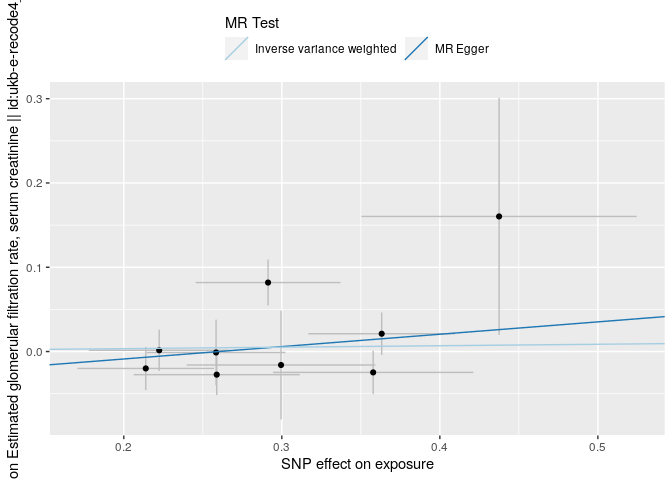 MR Test
Inverse variance weighted
MR Egger
on Estimated glomerular filtration rate, serum creatinine || id:ukb-e-recode4_
0.3
0.2
0.1
0.0
0.2
0.3
0.4
0.5
SNP effect on exposure